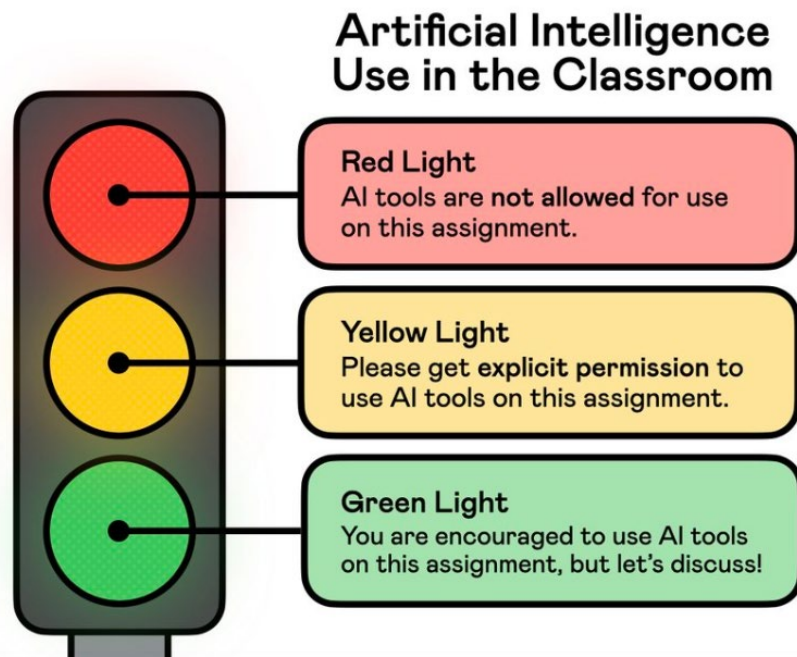 Artificial Intelligence
Use in the Classroom
Red Light
AI tools are not allowed for use
on this assignment.
Yellow Light
Please get explicit permission to
use AI tools on this assignment.
Green Light
You are encouraged to use AI tools
on this assignment, but let's discuss!